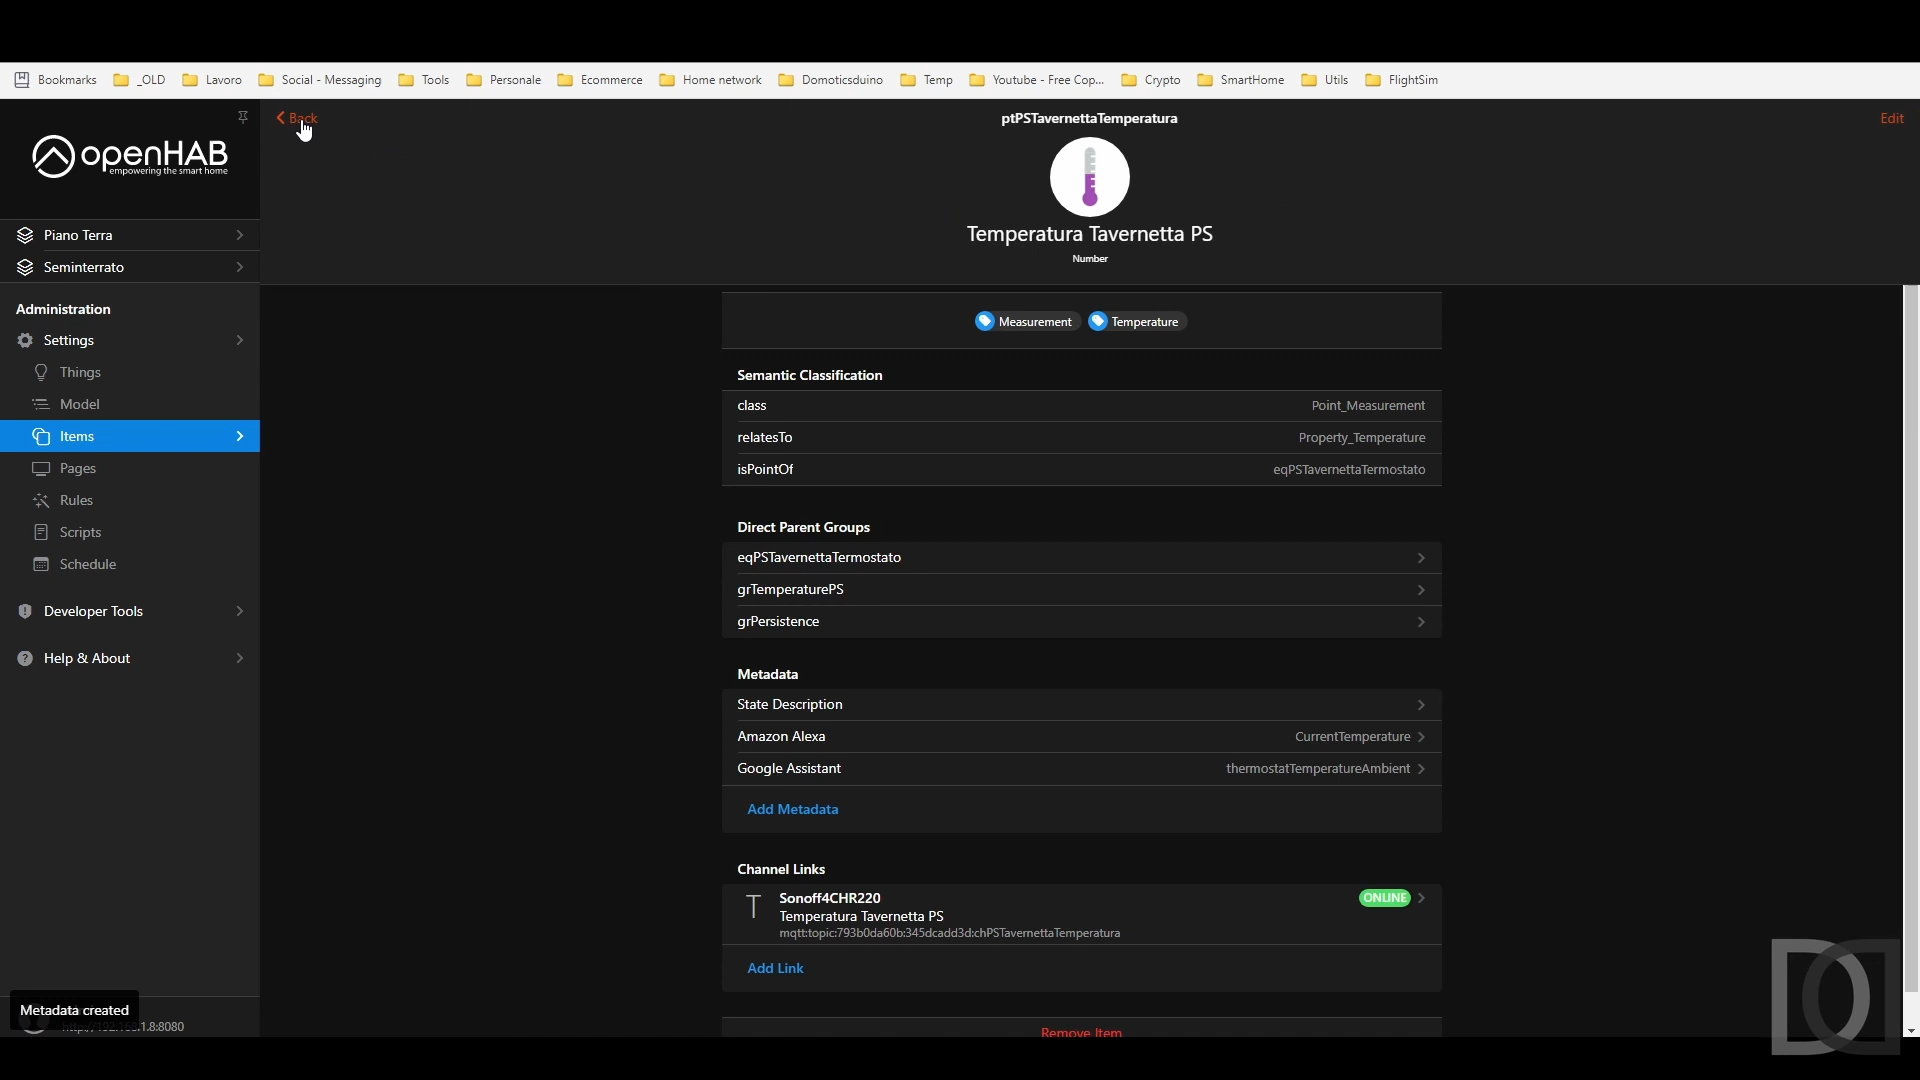 Bookmarks _OLD Lavoro Social - Messaging Tools Personale Ecommerce Home network Domoticsduino Temp Youtube - Free Cop... Crypto SmartHome Utils FlightSim
Back
ptPSTavernettaTemperatura
Edit
openHAB
empowering the smart home
Temperatura Tavernetta PS
Number
Piano Terra
Seminterrato
Administration
Settings
Things
Model
Items
Pages
Rules
Scripts
Schedule
Developer Tools
Help & About
Metadata created
1.8:8080
Measurement Temperature
Semantic Classification
class Point_Measurement
relatesTo Property_Temperature
isPointOf eqPSTavernettaTermostato
Direct Parent Groups
eqPSTavernettaTermostato
grTemperaturePS
grPersistence
Metadata
State Description
Amazon Alexa CurrentTemperature
Google Assistant thermostatTemperatureAmbient
Add Metadata
Channel Links
T Sonoff4CHR220 ONLINE
Temperatura Tavernetta PS
mqtt:topic:793b0da60b:345dcadd3d:chPSTavernettaTemperatura
Add Link
Remove Item